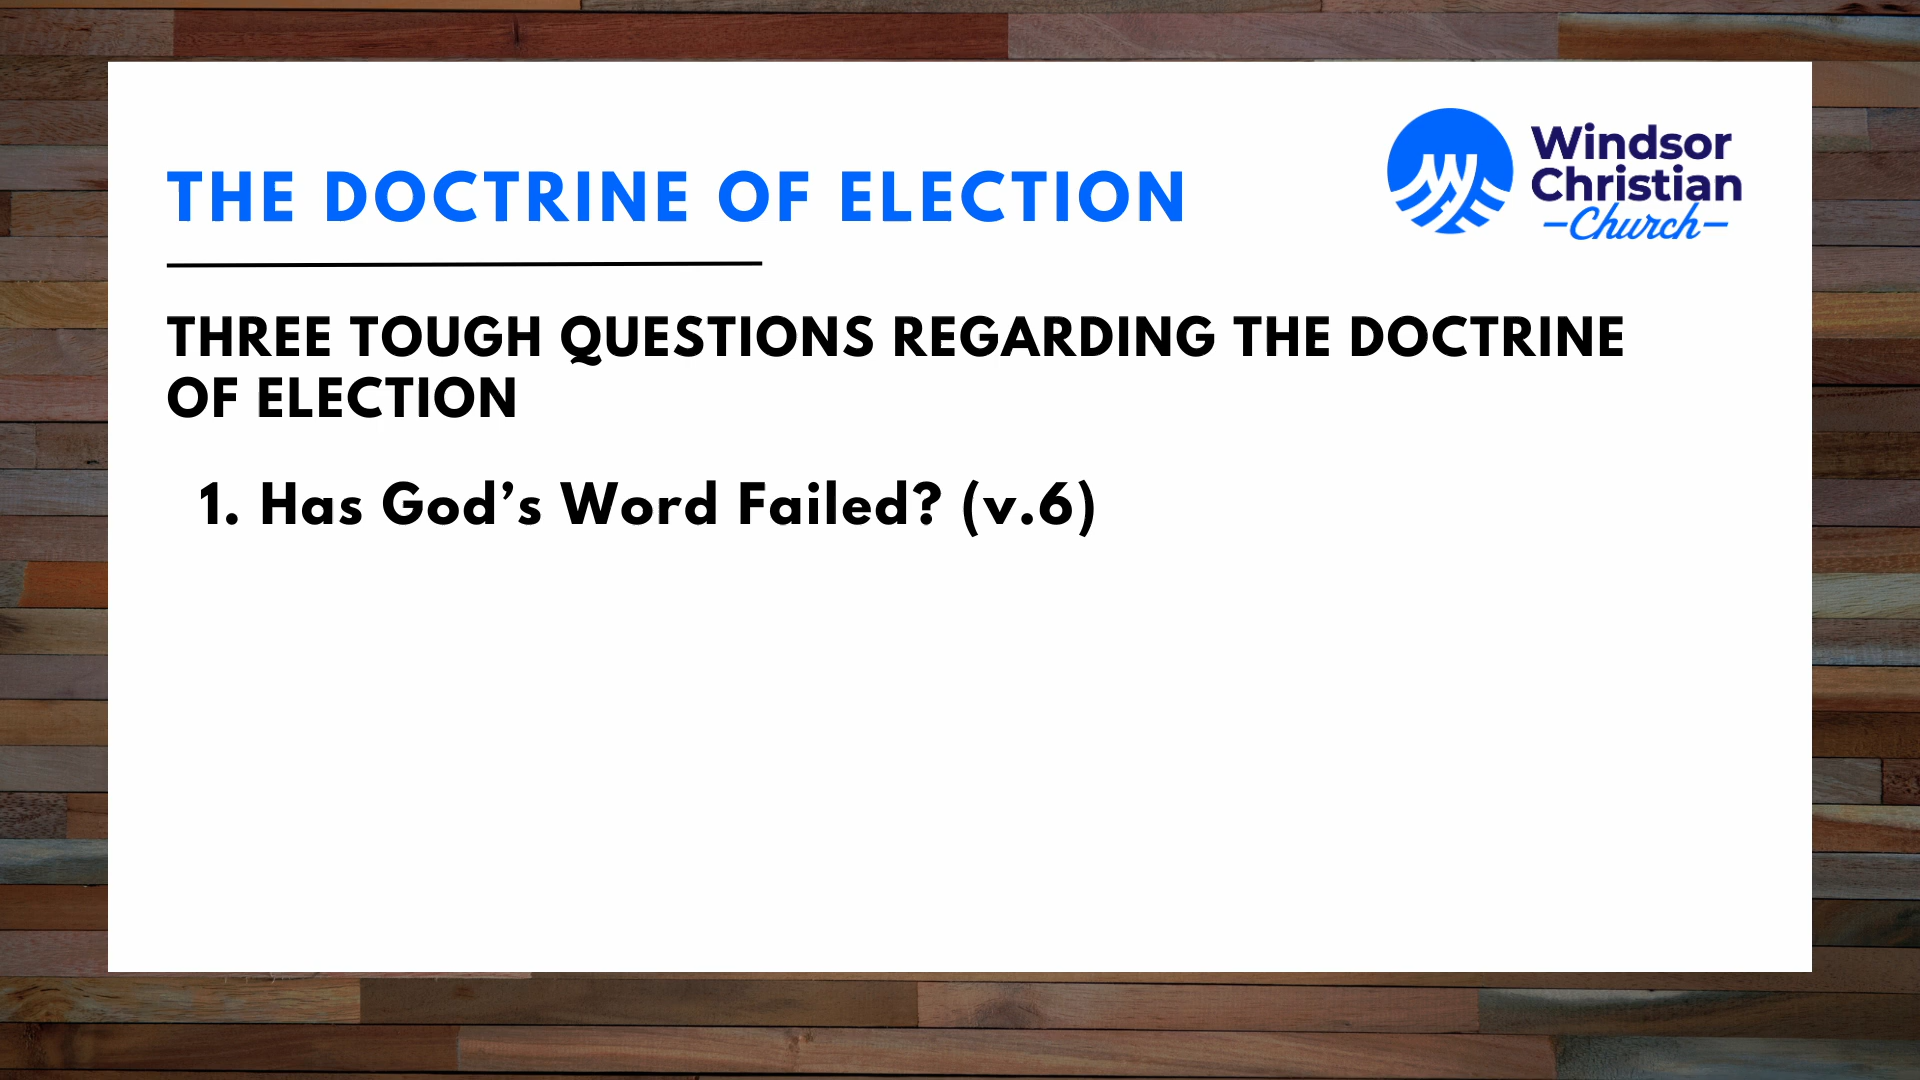 THE DOCTRINE OF ELECTION
Windsor
Christian
-Church-
THREE TOUGH QUESTIONS REGARDING THE DOCTRINE
OF ELECTION
1. Has God’s Word Failed? (v.6)